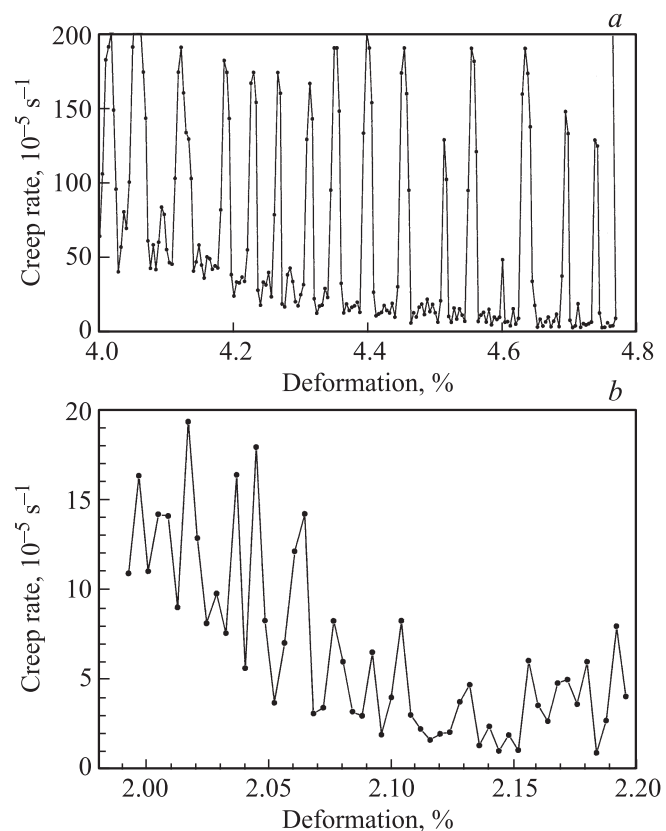 a
200
150
100
50
0
Creep rate, 10⁻⁵ s⁻¹
4.0 4.2 4.4 4.6 4.8
Deformation, %
b
20
15
10
5
0
Creep rate, 10⁻⁵ s⁻¹
2.00 2.05 2.10 2.15 2.20
Deformation, %